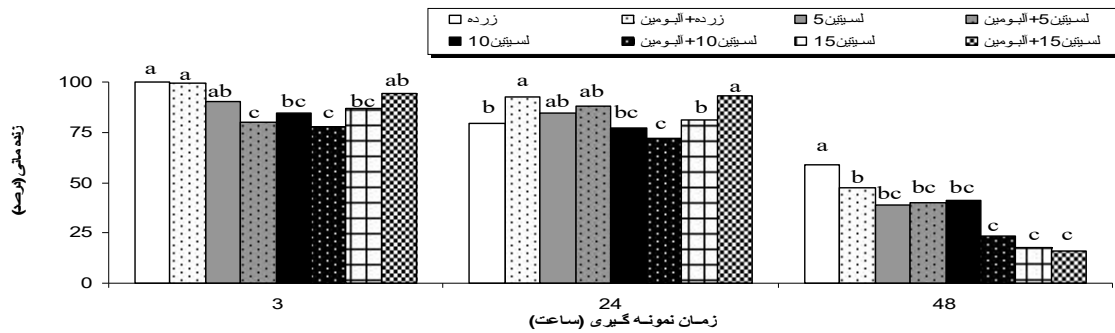 زرده
زرده+آلبومین
لسیتین5
لسیتین5+آلبومین
لسیتین10
لسیتین10+آلبومین
لسیتین15
لسیتین15+آلبومین
a a ab c bc c bc ab
b a ab ab bc c b a
a b bc bc bc c c c
100
75
50
25
0
زنده مانی (درصد)
3 24 48
زمان نمونه گیری (ساعت)